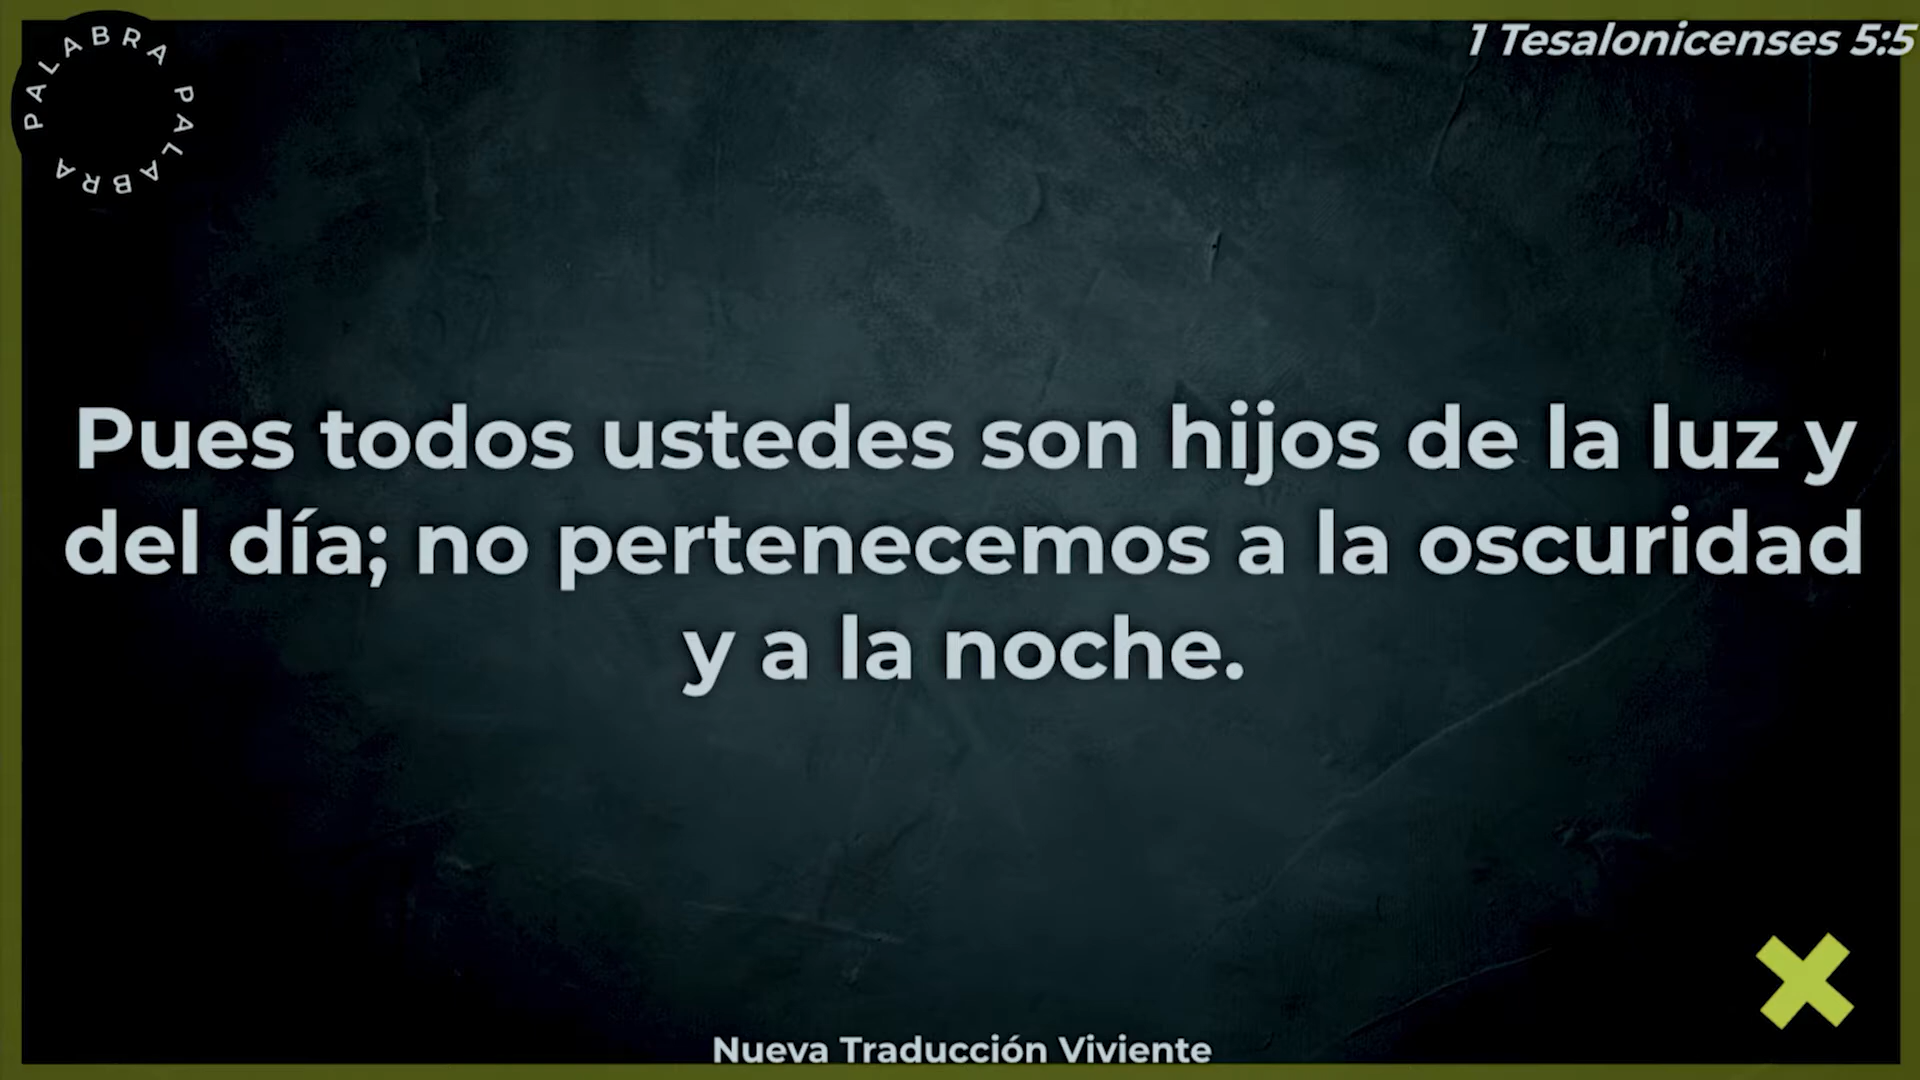 PALABRA PALABRA
1 Tesalonicenses 5:5
Pues todos ustedes son hijos de la luz y
del día; no pertenecemos a la oscuridad
y a la noche.
Nueva Traducción Viviente